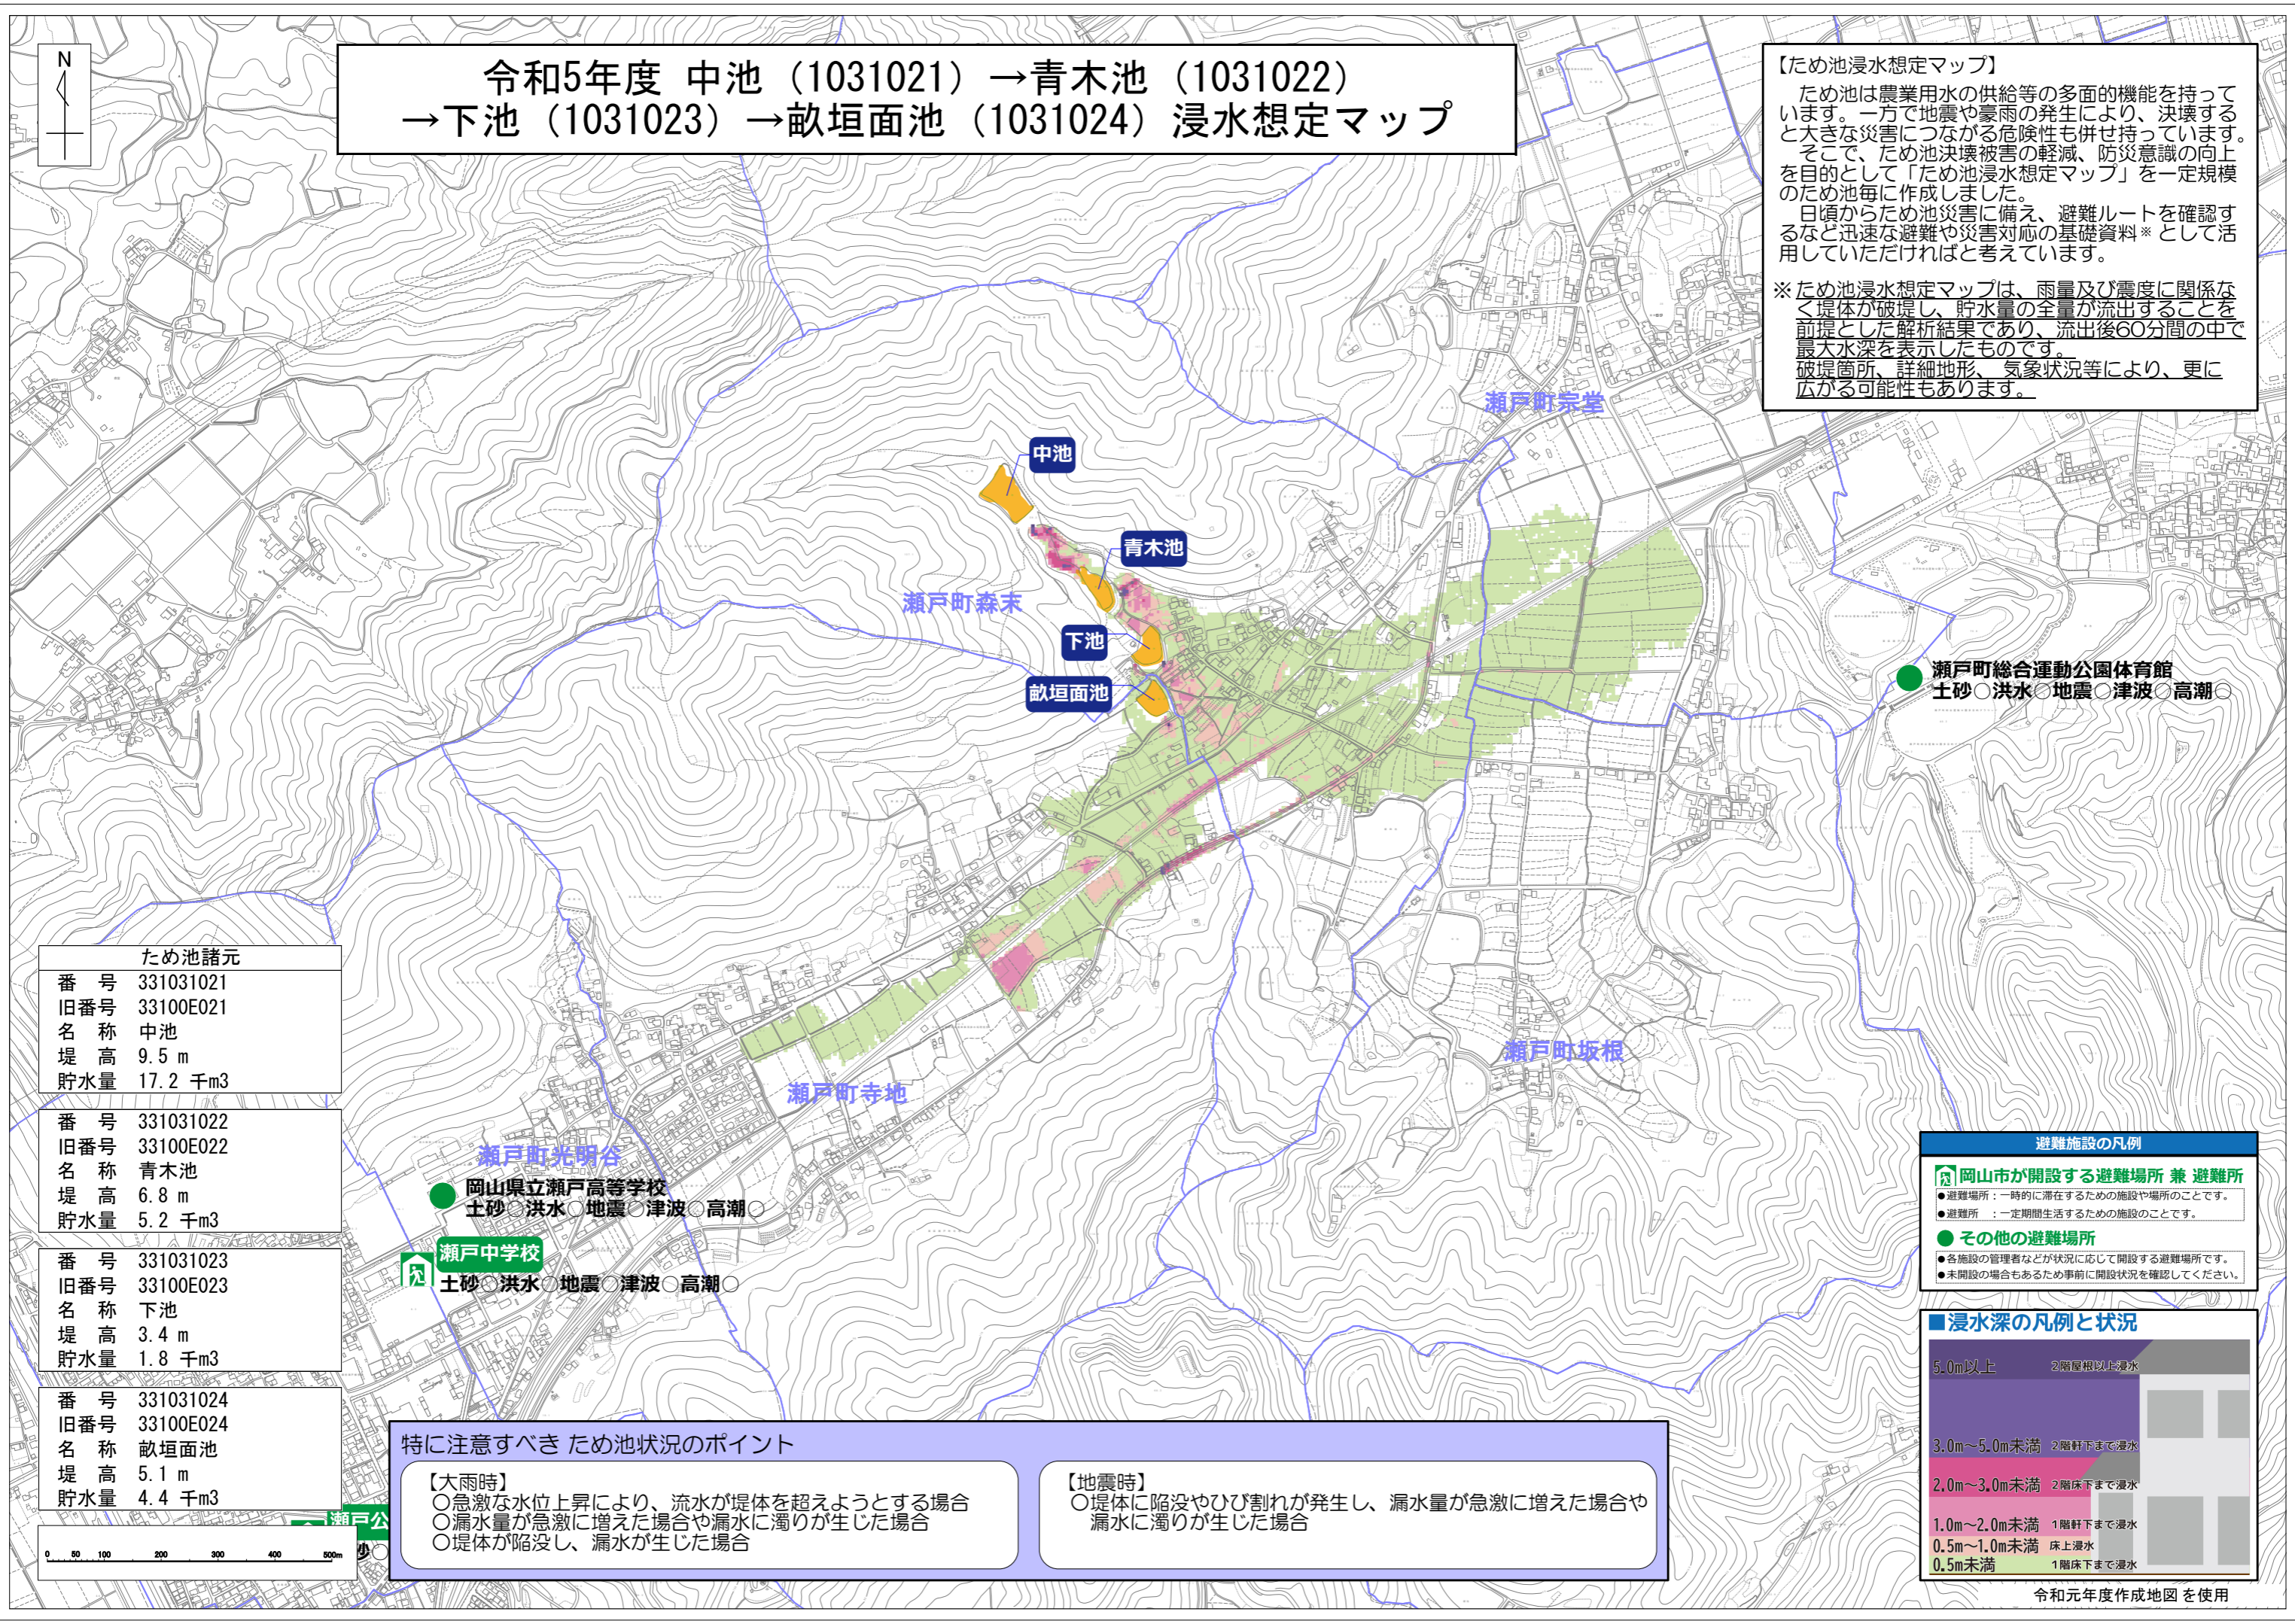 N
令和5年度 中池（1031021）→青木池（1031022）
→下池（1031023）→畝垣面池（1031024）浸水想定マップ
【ため池浸水想定マップ】
ため池は農業用水の供給等の多面的機能を持って
います。一方で地震や豪雨の発生により、決壊する
と大きな災害につながる危険性も併せ持っています。
そこで、ため池決壊被害の軽減、防災意識の向上
を目的として「ため池浸水想定マップ」を一定規模
のため池毎に作成しました。
日頃からため池災害に備え、避難ルートを確認す
るなど迅速な避難や災害対応の基礎資料※として活
用していただければと考えています。
※ため池浸水想定マップは、雨量及び震度に関係な
く堤体が破堤し、貯水量の全量が流出することを
前提とした解析結果であり、流出後60分間の中で
最大水深を表示したものです。
破堤箇所、詳細地形、気象状況等により、更に
広がる可能性もあります。
瀬戸町宗堂
中池
青木池
瀬戸町森末
下池
畝垣面池
瀬戸町総合運動公園体育館
土砂○洪水○地震○津波○高潮○
瀬戸町坂根
瀬戸町寺地
瀬戸町光明谷
岡山県立瀬戸高等学校
土砂○洪水○地震○津波○高潮○
瀬戸中学校
土砂○洪水○地震○津波○高潮○
ため池諸元
番 号 331031021
旧番号 33100E021
名 称 中池
堤 高 9.5 m
貯水量 17.2 千m3
番 号 331031022
旧番号 33100E022
名 称 青木池
堤 高 6.8 m
貯水量 5.2 千m3
番 号 331031023
旧番号 33100E023
名 称 下池
堤 高 3.4 m
貯水量 1.8 千m3
番 号 331031024
旧番号 33100E024
名 称 畝垣面池
堤 高 5.1 m
貯水量 4.4 千m3
瀬戸公
砂○
0 50 100 200 300 400 500m
特に注意すべき ため池状況のポイント
【大雨時】
○急激な水位上昇により、流水が堤体を超えようとする場合
○漏水量が急激に増えた場合や漏水に濁りが生じた場合
○堤体が陥没し、漏水が生じた場合
【地震時】
○堤体に陥没やひび割れが発生し、漏水量が急激に増えた場合や
漏水に濁りが生じた場合
避難施設の凡例
岡山市が開設する避難場所 兼 避難所
●避難場所：一時的に滞在するための施設や場所のことです。
●避難所 ：一定期間生活するための施設のことです。
● その他の避難場所
●各施設の管理者などが状況に応じて開設する避難場所です。
●未開設の場合もあるため事前に開設状況を確認してください。
■浸水深の凡例と状況
5.0m以上 2階屋根以上浸水
3.0m～5.0m未満 2階軒下まで浸水
2.0m～3.0m未満 2階床下まで浸水
1.0m～2.0m未満 1階軒下まで浸水
0.5m～1.0m未満 床上浸水
0.5m未満 1階床下まで浸水
令和元年度作成地図を使用